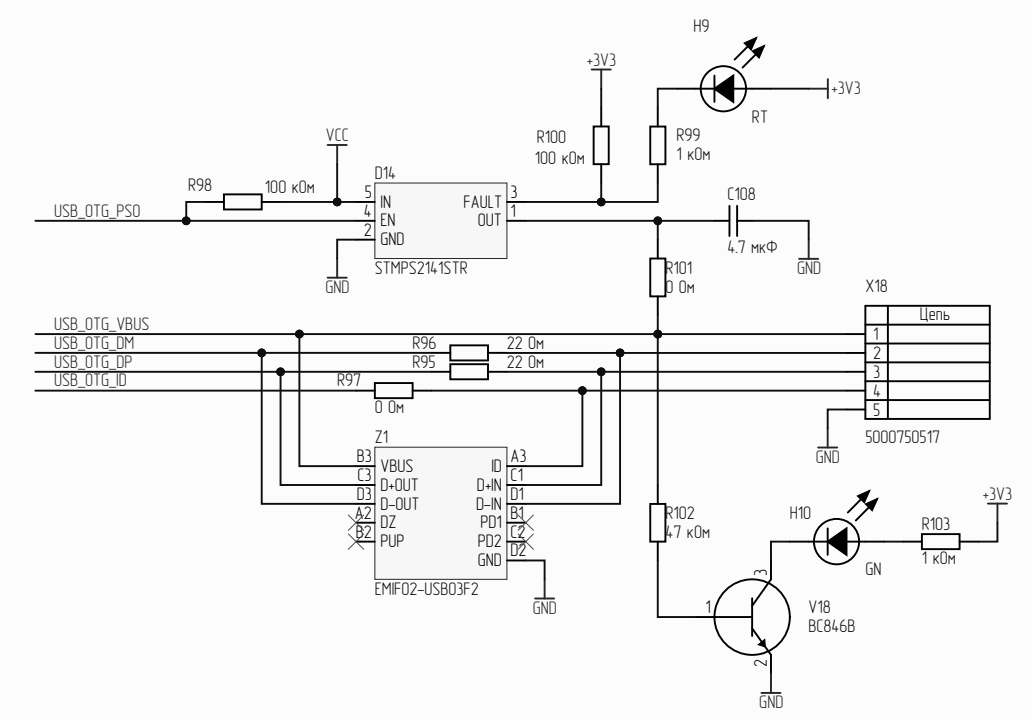 H9
+3V3
+3V3
R100
100 кОм
R99
1 кОм
RT
VCC
D14
R98
100 кОм
5
IN
FAULT
3
4
EN
OUT
1
2
GND
STMPS2141STR
USB_OTG_PSO
GND
C108
4.7 мкФ
GND
R101
0 Ом
X18
Цепь
1
2
3
4
5
5000750517
GND
USB_OTG_VBUS
USB_OTG_DM
USB_OTG_DP
USB_OTG_ID
R96
22 Ом
R95
22 Ом
R97
0 Ом
Z1
B3
VBUS
ID
A3
C3
D+OUT
D+IN
C1
D3
D-OUT
D-IN
D1
A2
DZ
PD1
B1
B2
PUP
PD2
C2
GND
D2
EMIF02-USB03F2
GND
R102
47 кОм
H10
GN
R103
1 кОм
+3V3
3
1
2
V18
BC846B
GND